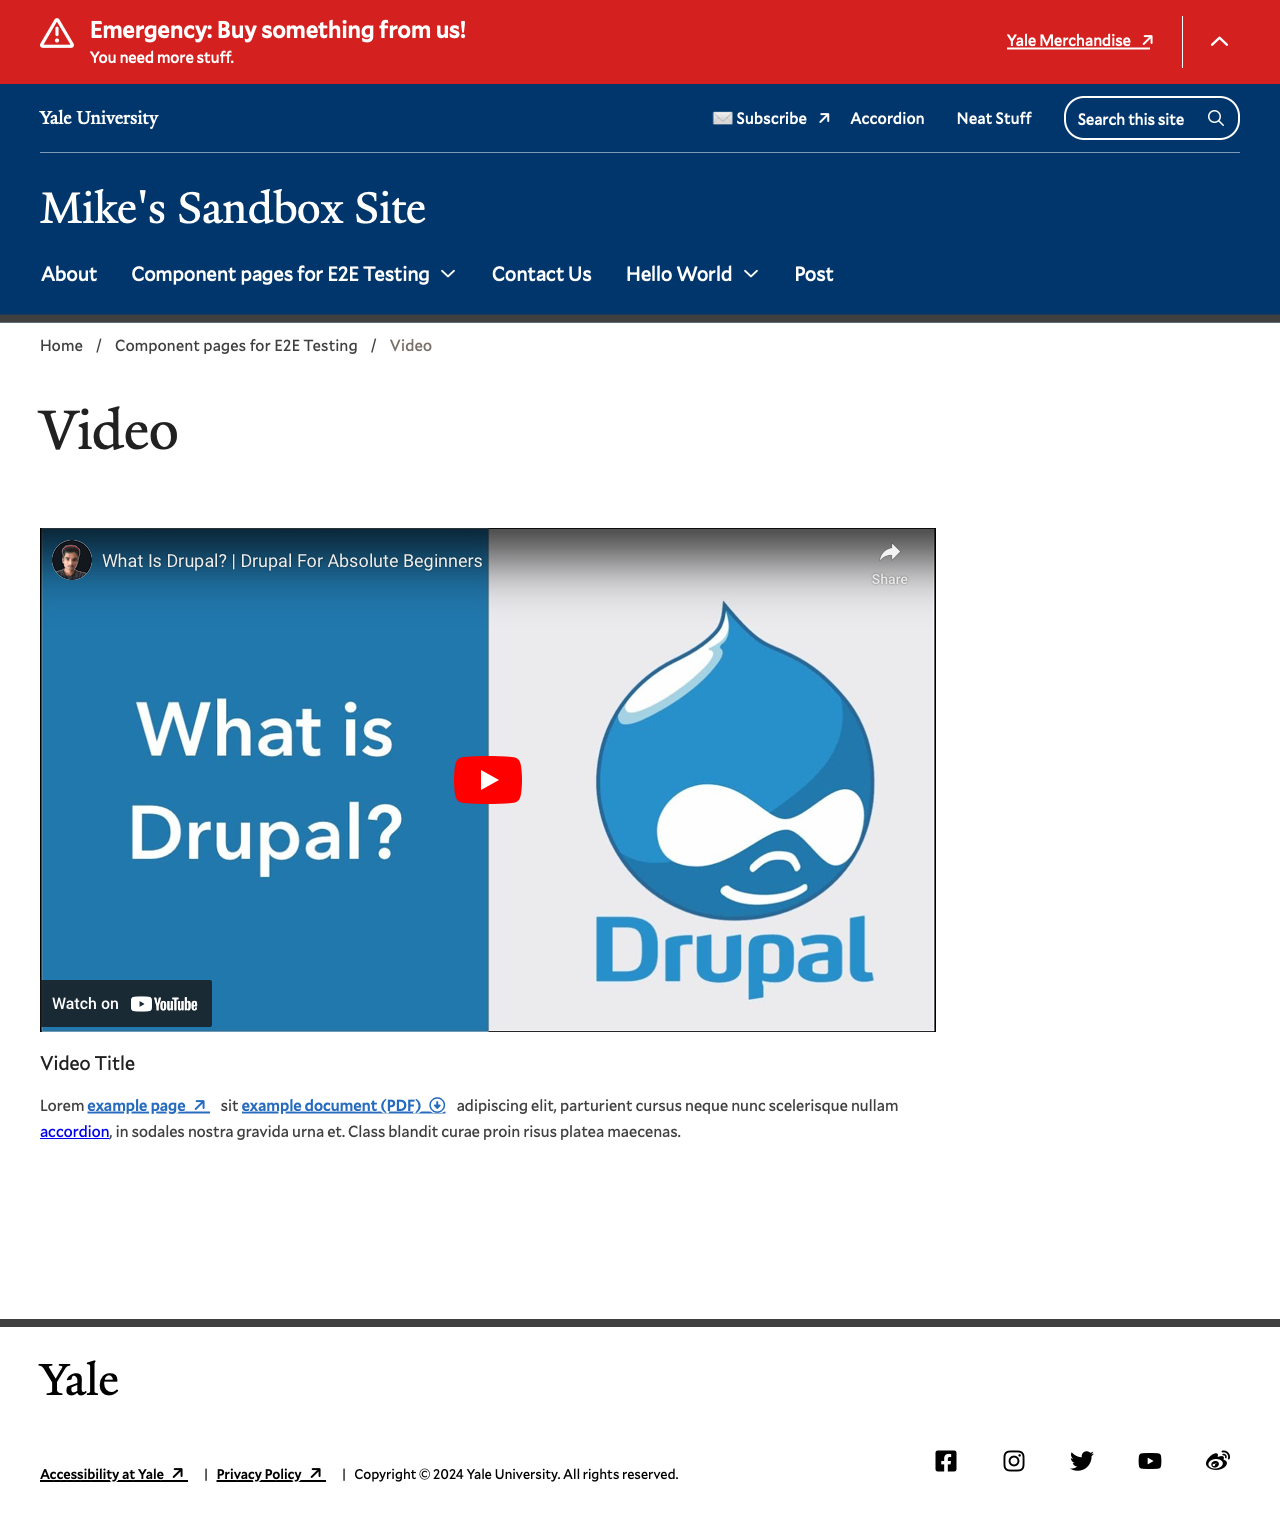 Emergency: Buy something from us!
You need more stuff.
Yale Merchandise
Yale University
Subscribe
Accordion
Neat Stuff
Search this site
Mike's Sandbox Site
About
Component pages for E2E Testing
Contact Us
Hello World
Post
Home / Component pages for E2E Testing / Video
Video
What Is Drupal? | Drupal For Absolute Beginners
Share
What is
Drupal?
Drupal
Watch on YouTube
Video Title
Lorem example page sit example document (PDF) adipiscing elit, parturient cursus neque nunc scelerisque nullam
accordion, in sodales nostra gravida urna et. Class blandit curae proin risus platea maecenas.
Yale
Accessibility at Yale | Privacy Policy | Copyright © 2024 Yale University. All rights reserved.